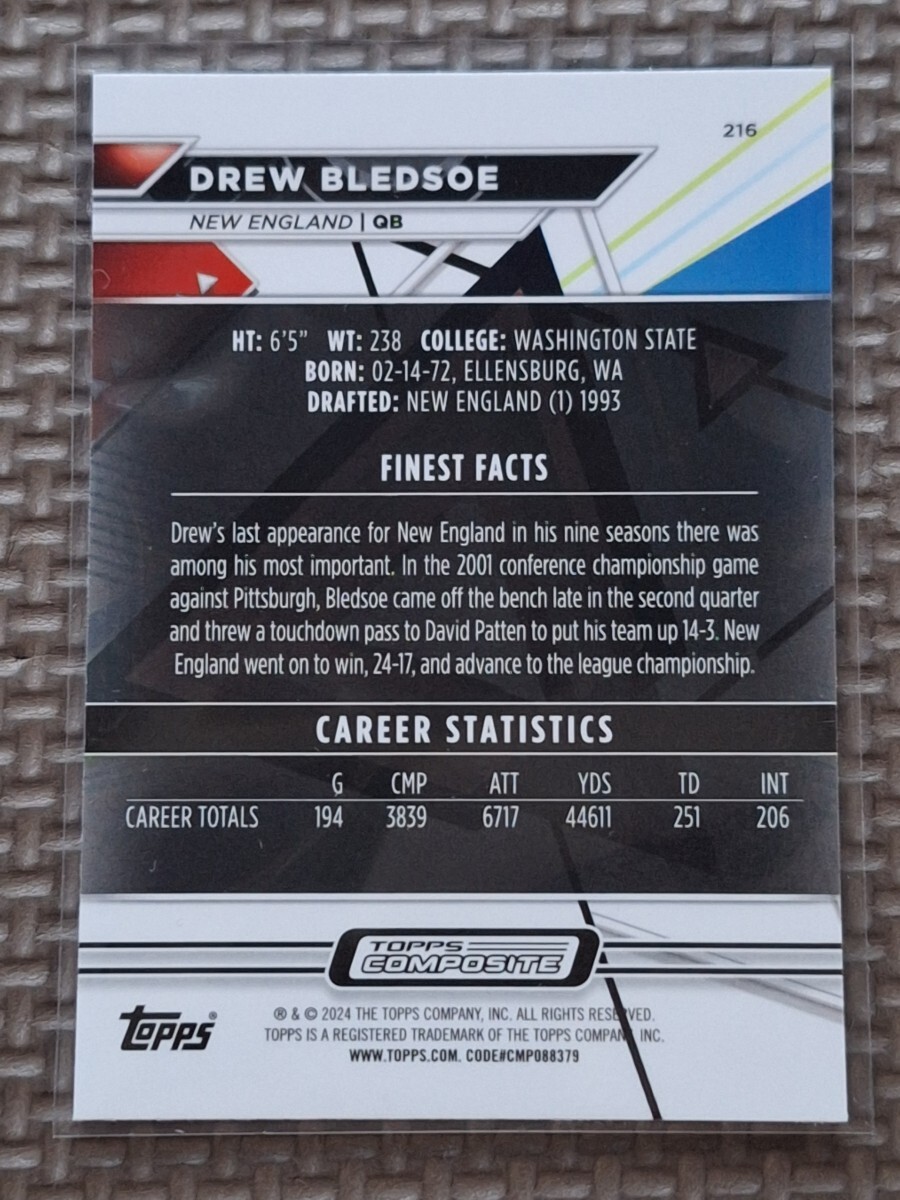 216
DREW BLEDSOE
NEW ENGLAND | QB
HT: 6'5" WT: 238 COLLEGE: WASHINGTON STATE
BORN: 02-14-72, ELLENSBURG, WA
DRAFTED: NEW ENGLAND (1) 1993
FINEST FACTS
Drew's last appearance for New England in his nine seasons there was
among his most important. In the 2001 conference championship game
against Pittsburgh, Bledsoe came off the bench late in the second quarter
and threw a touchdown pass to David Patten to put his team up 14-3. New
England went on to win, 24-17, and advance to the league championship.
CAREER STATISTICS
G CMP ATT YDS TD INT
CAREER TOTALS 194 3839 6717 44611 251 206
TOPPS
COMPOSITE
topps®
® & © 2024 THE TOPPS COMPANY, INC. ALL RIGHTS RESERVED.
TOPPS IS A REGISTERED TRADEMARK OF THE TOPPS COMPANY, INC.
WWW.TOPPS.COM. CODE#CMP088379